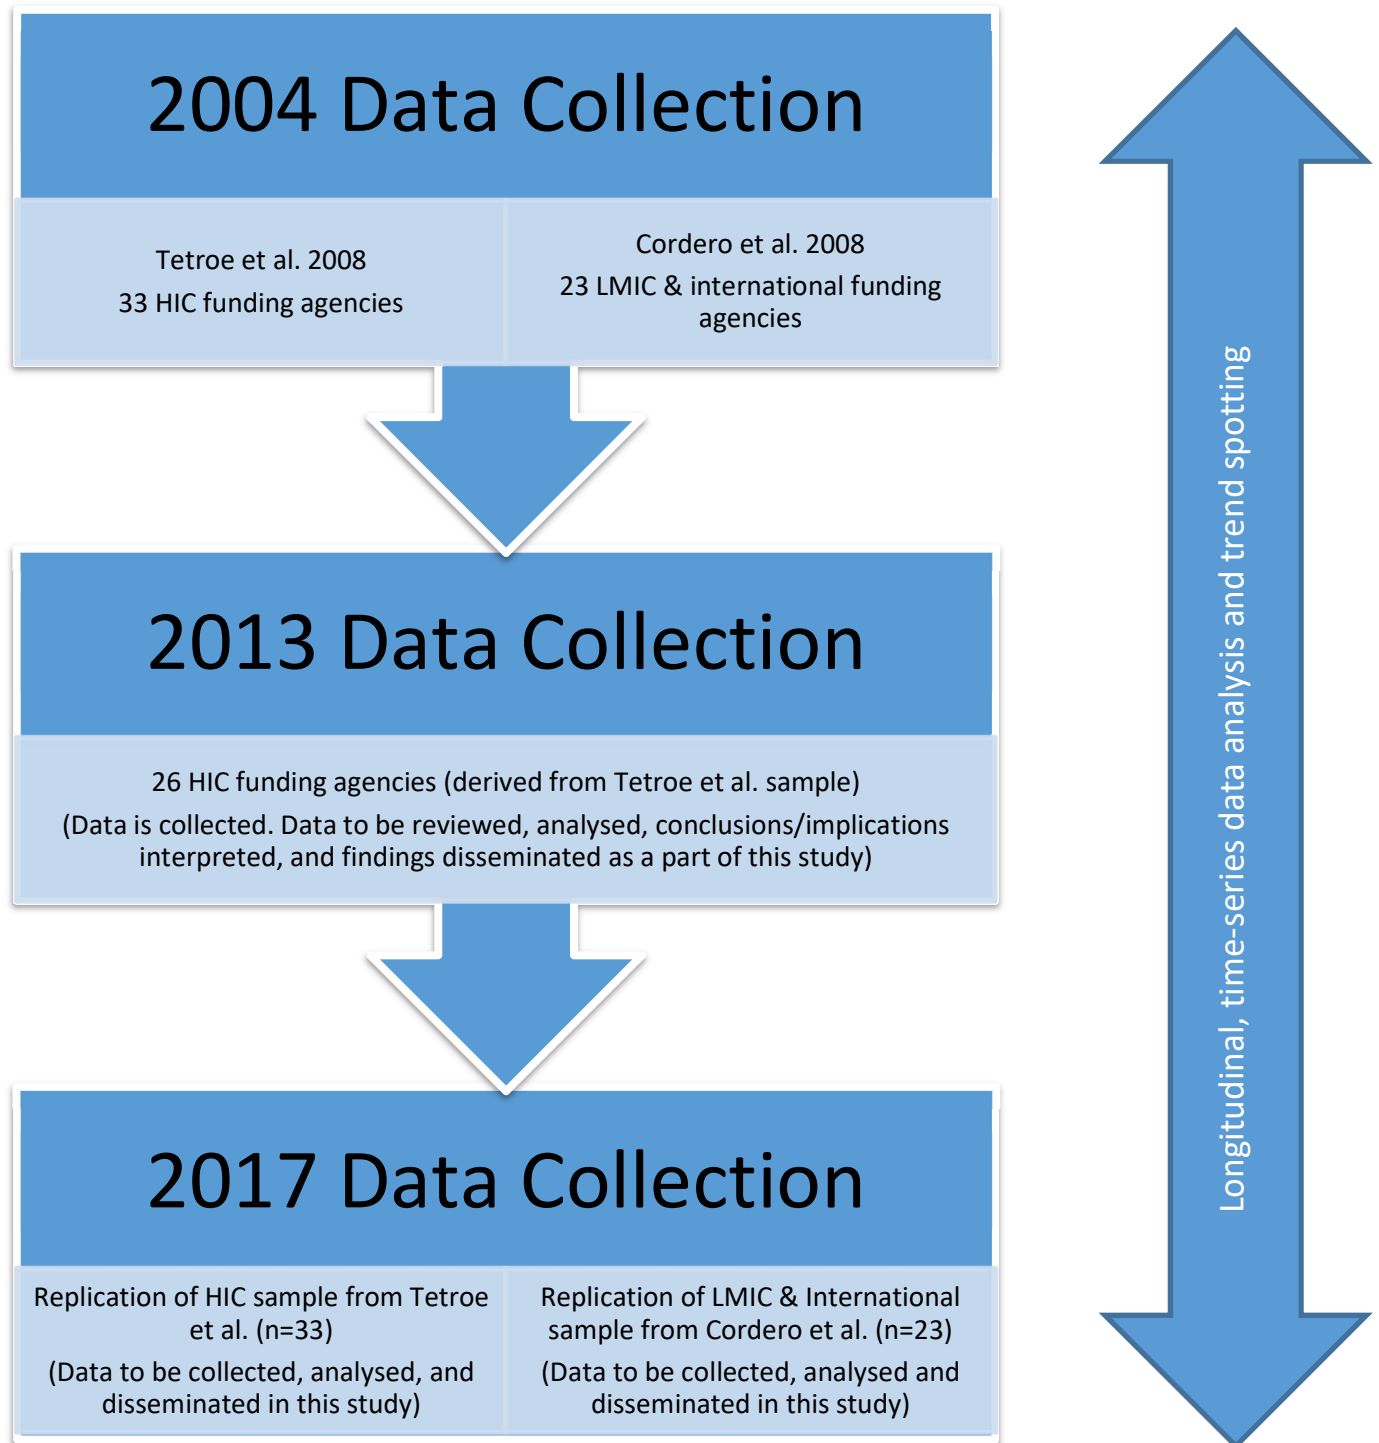 2004 Data Collection
Tetroe et al. 2008
33 HIC funding agencies
Cordero et al. 2008
23 LMIC & international funding
agencies
2013 Data Collection
26 HIC funding agencies (derived from Tetroe et al. sample)
(Data is collected. Data to be reviewed, analysed, conclusions/implications
interpreted, and findings disseminated as a part of this study)
2017 Data Collection
Replication of HIC sample from Tetroe
et al. (n=33)
(Data to be collected, analysed, and
disseminated in this study)
Replication of LMIC & International
sample from Cordero et al. (n=23)
(Data to be collected, analysed and
disseminated in this study)
Longitudinal, time-series data analysis and trend spotting